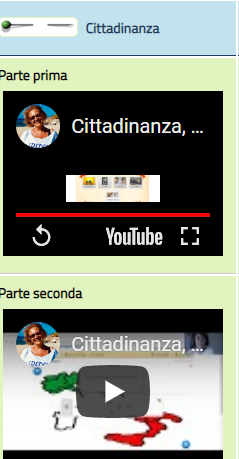 Cittadinanza
Parte prima
Cittadinanza, ...
YouTube
Parte seconda
Cittadinanza, ...